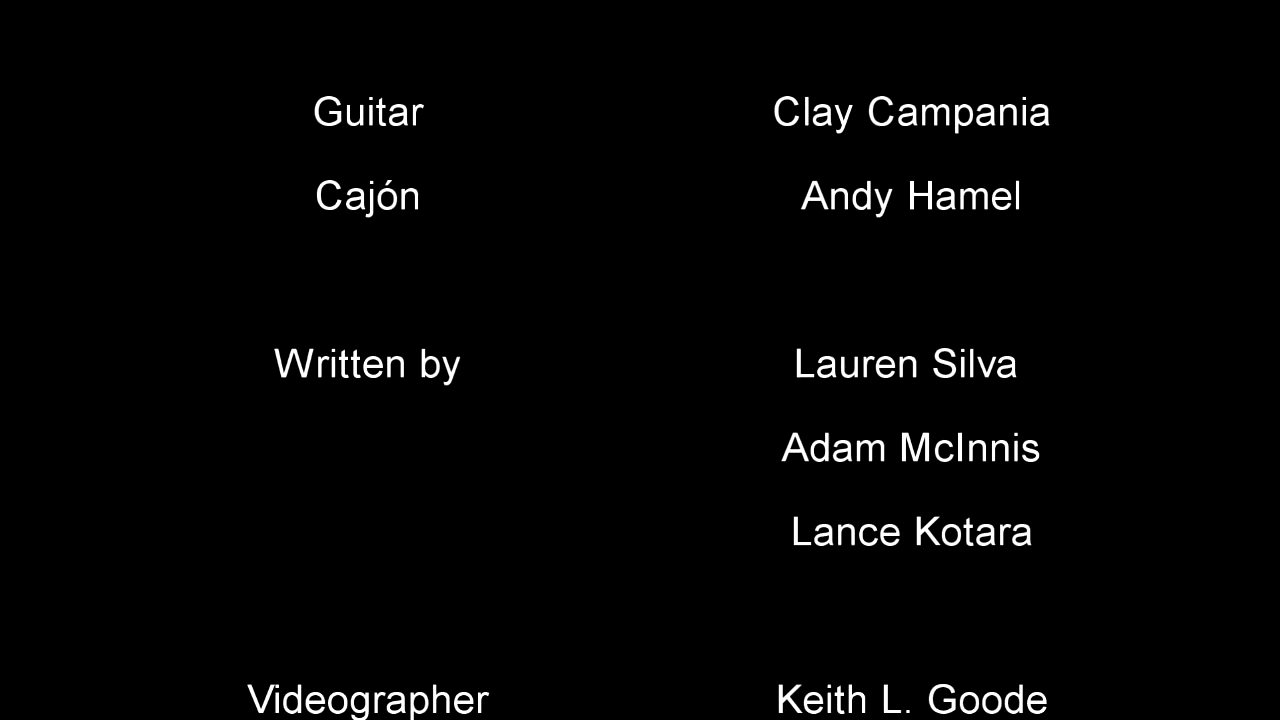 Guitar Clay Campania
Cajón Andy Hamel
Written by Lauren Silva
Adam McInnis
Lance Kotara
Videographer Keith L. Goode